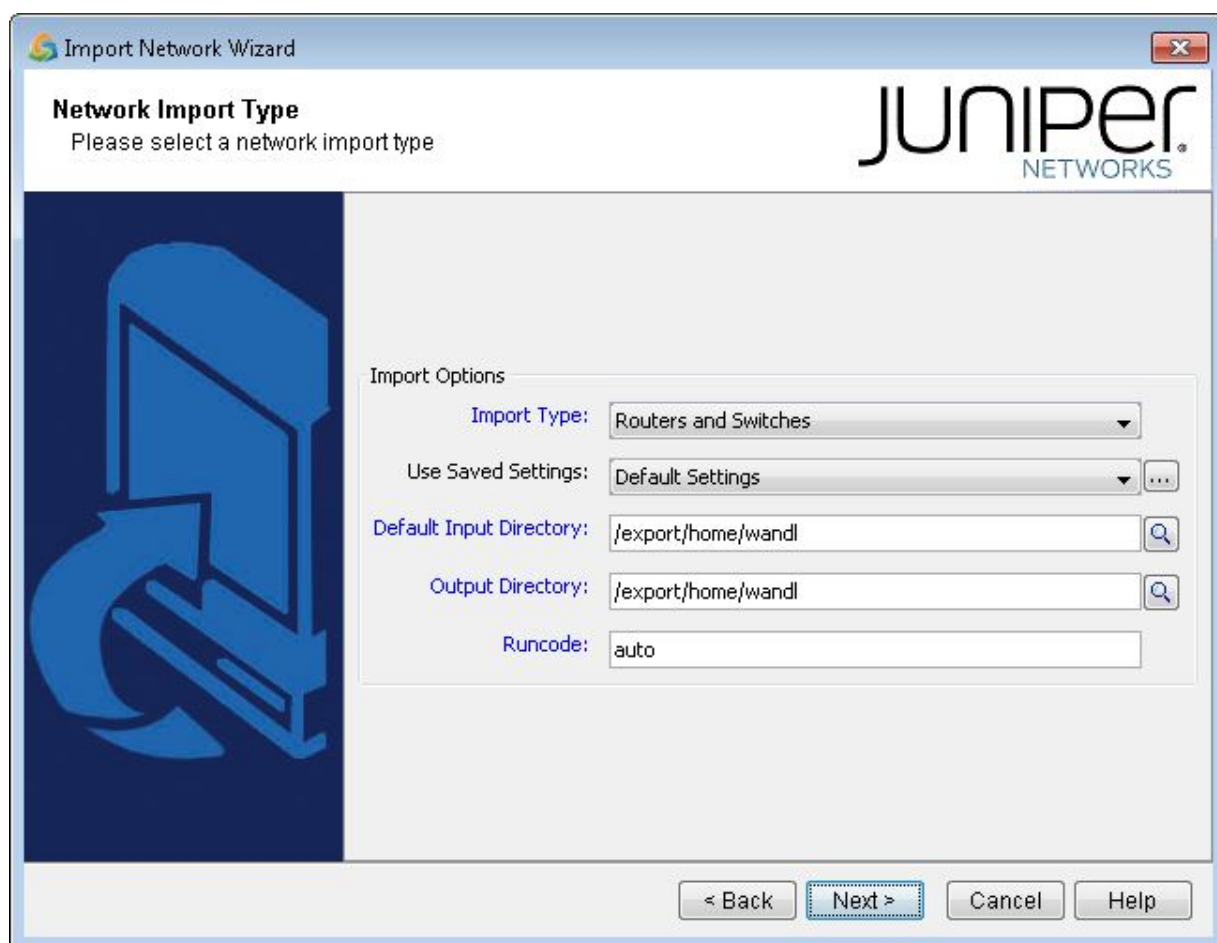 Import Network Wizard
Network Import Type
Please select a network import type
JUNIPER
NETWORKS
Import Options
Import Type: Routers and Switches
Use Saved Settings: Default Settings ...
Default Input Directory: /export/home/wandl
Output Directory: /export/home/wandl
Runcode: auto
< Back Next > Cancel Help